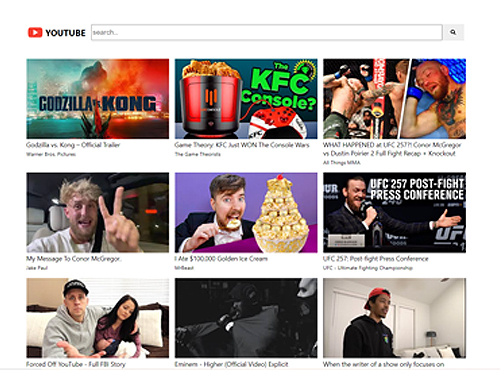 YOUTUBE
search..
GODZILLA VS. KONG
The
KFC
Console?
UFC 257 POST-FIGHT
PRESS CONFERENCE
Godzilla vs. Kong – Official Trailer
Warner Bros. Pictures
Game Theory: KFC Just WON The Console Wars
The Game Theorists
WHAT HAPPENED at UFC 257?! Conor McGregor
vs Dustin Poirier 2 Full Fight Recap + Knockout
All Things MMA
My Message To Conor McGregor..
Jake Paul
I Ate $100,000 Golden Ice Cream
MrBeast
UFC 257: Post-fight Press Conference
UFC - Ultimate Fighting Championship
Forced Off YouTube - Full FBI Story
Eminem - Higher (Official Video) Explicit
When the writer of a show only focuses on